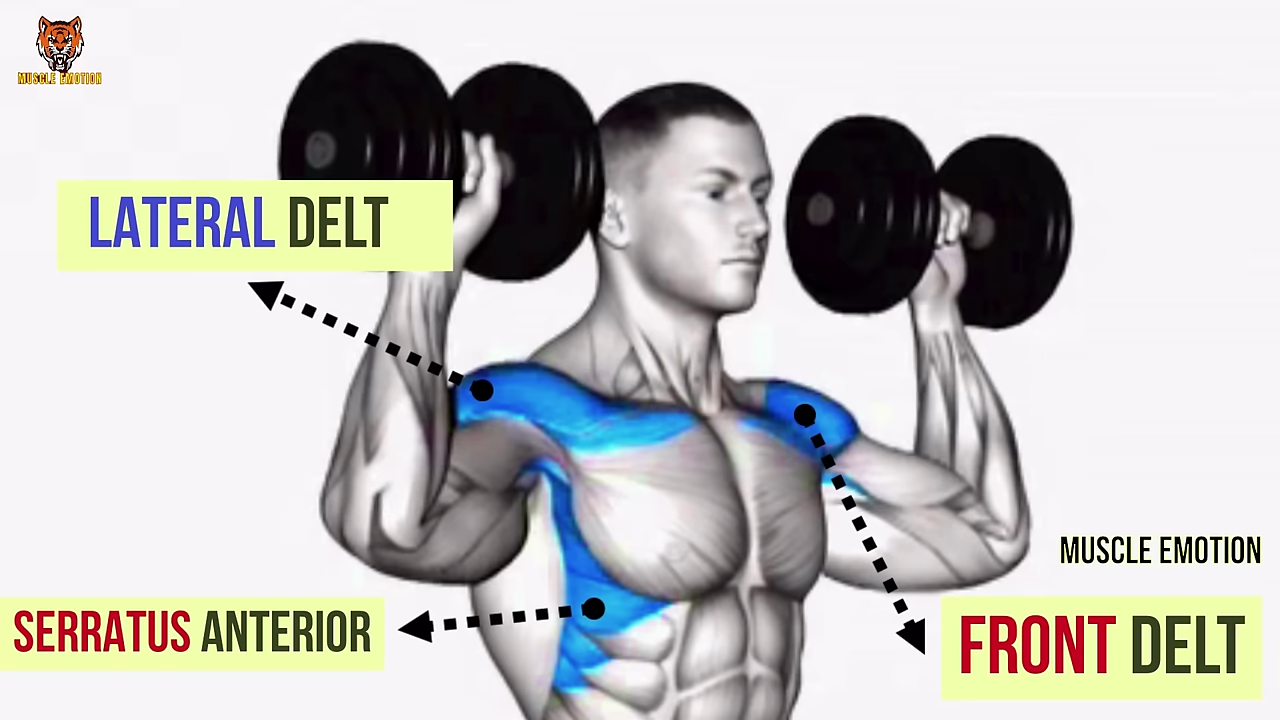 MUSCLE EMOTION
LATERAL DELT
MUSCLE EMOTION
SERRATUS ANTERIOR
FRONT DELT